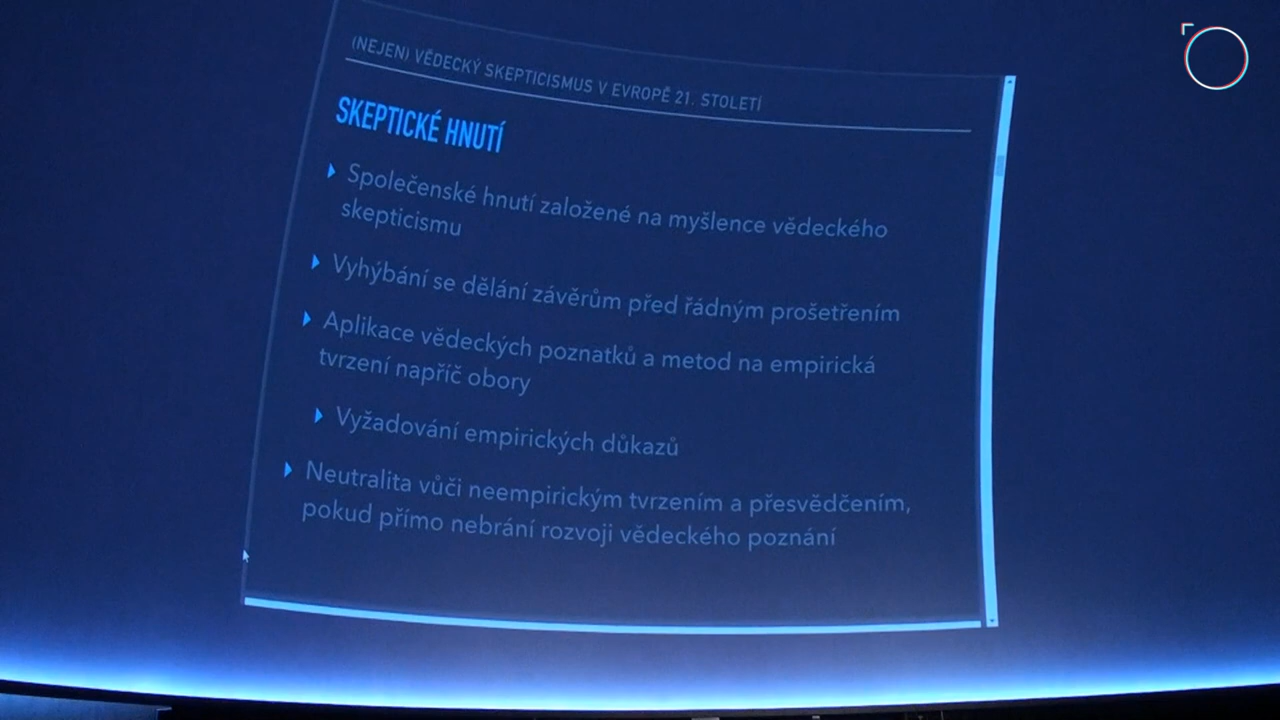 (NEJEN) VĚDECKÝ SKEPTICISMUS V EVROPĚ 21. STOLETÍ
SKEPTICKÉ HNUTÍ
Společenské hnutí založené na myšlence vědeckého
skepticismu
Vyhýbání se dělání závěrům před řádným prošetřením
Aplikace vědeckých poznatků a metod na empirická
tvrzení napříč obory
Vyžadování empirických důkazů
Neutralita vůči neempirickým tvrzením a přesvědčením,
pokud přímo nebrání rozvoji vědeckého poznání